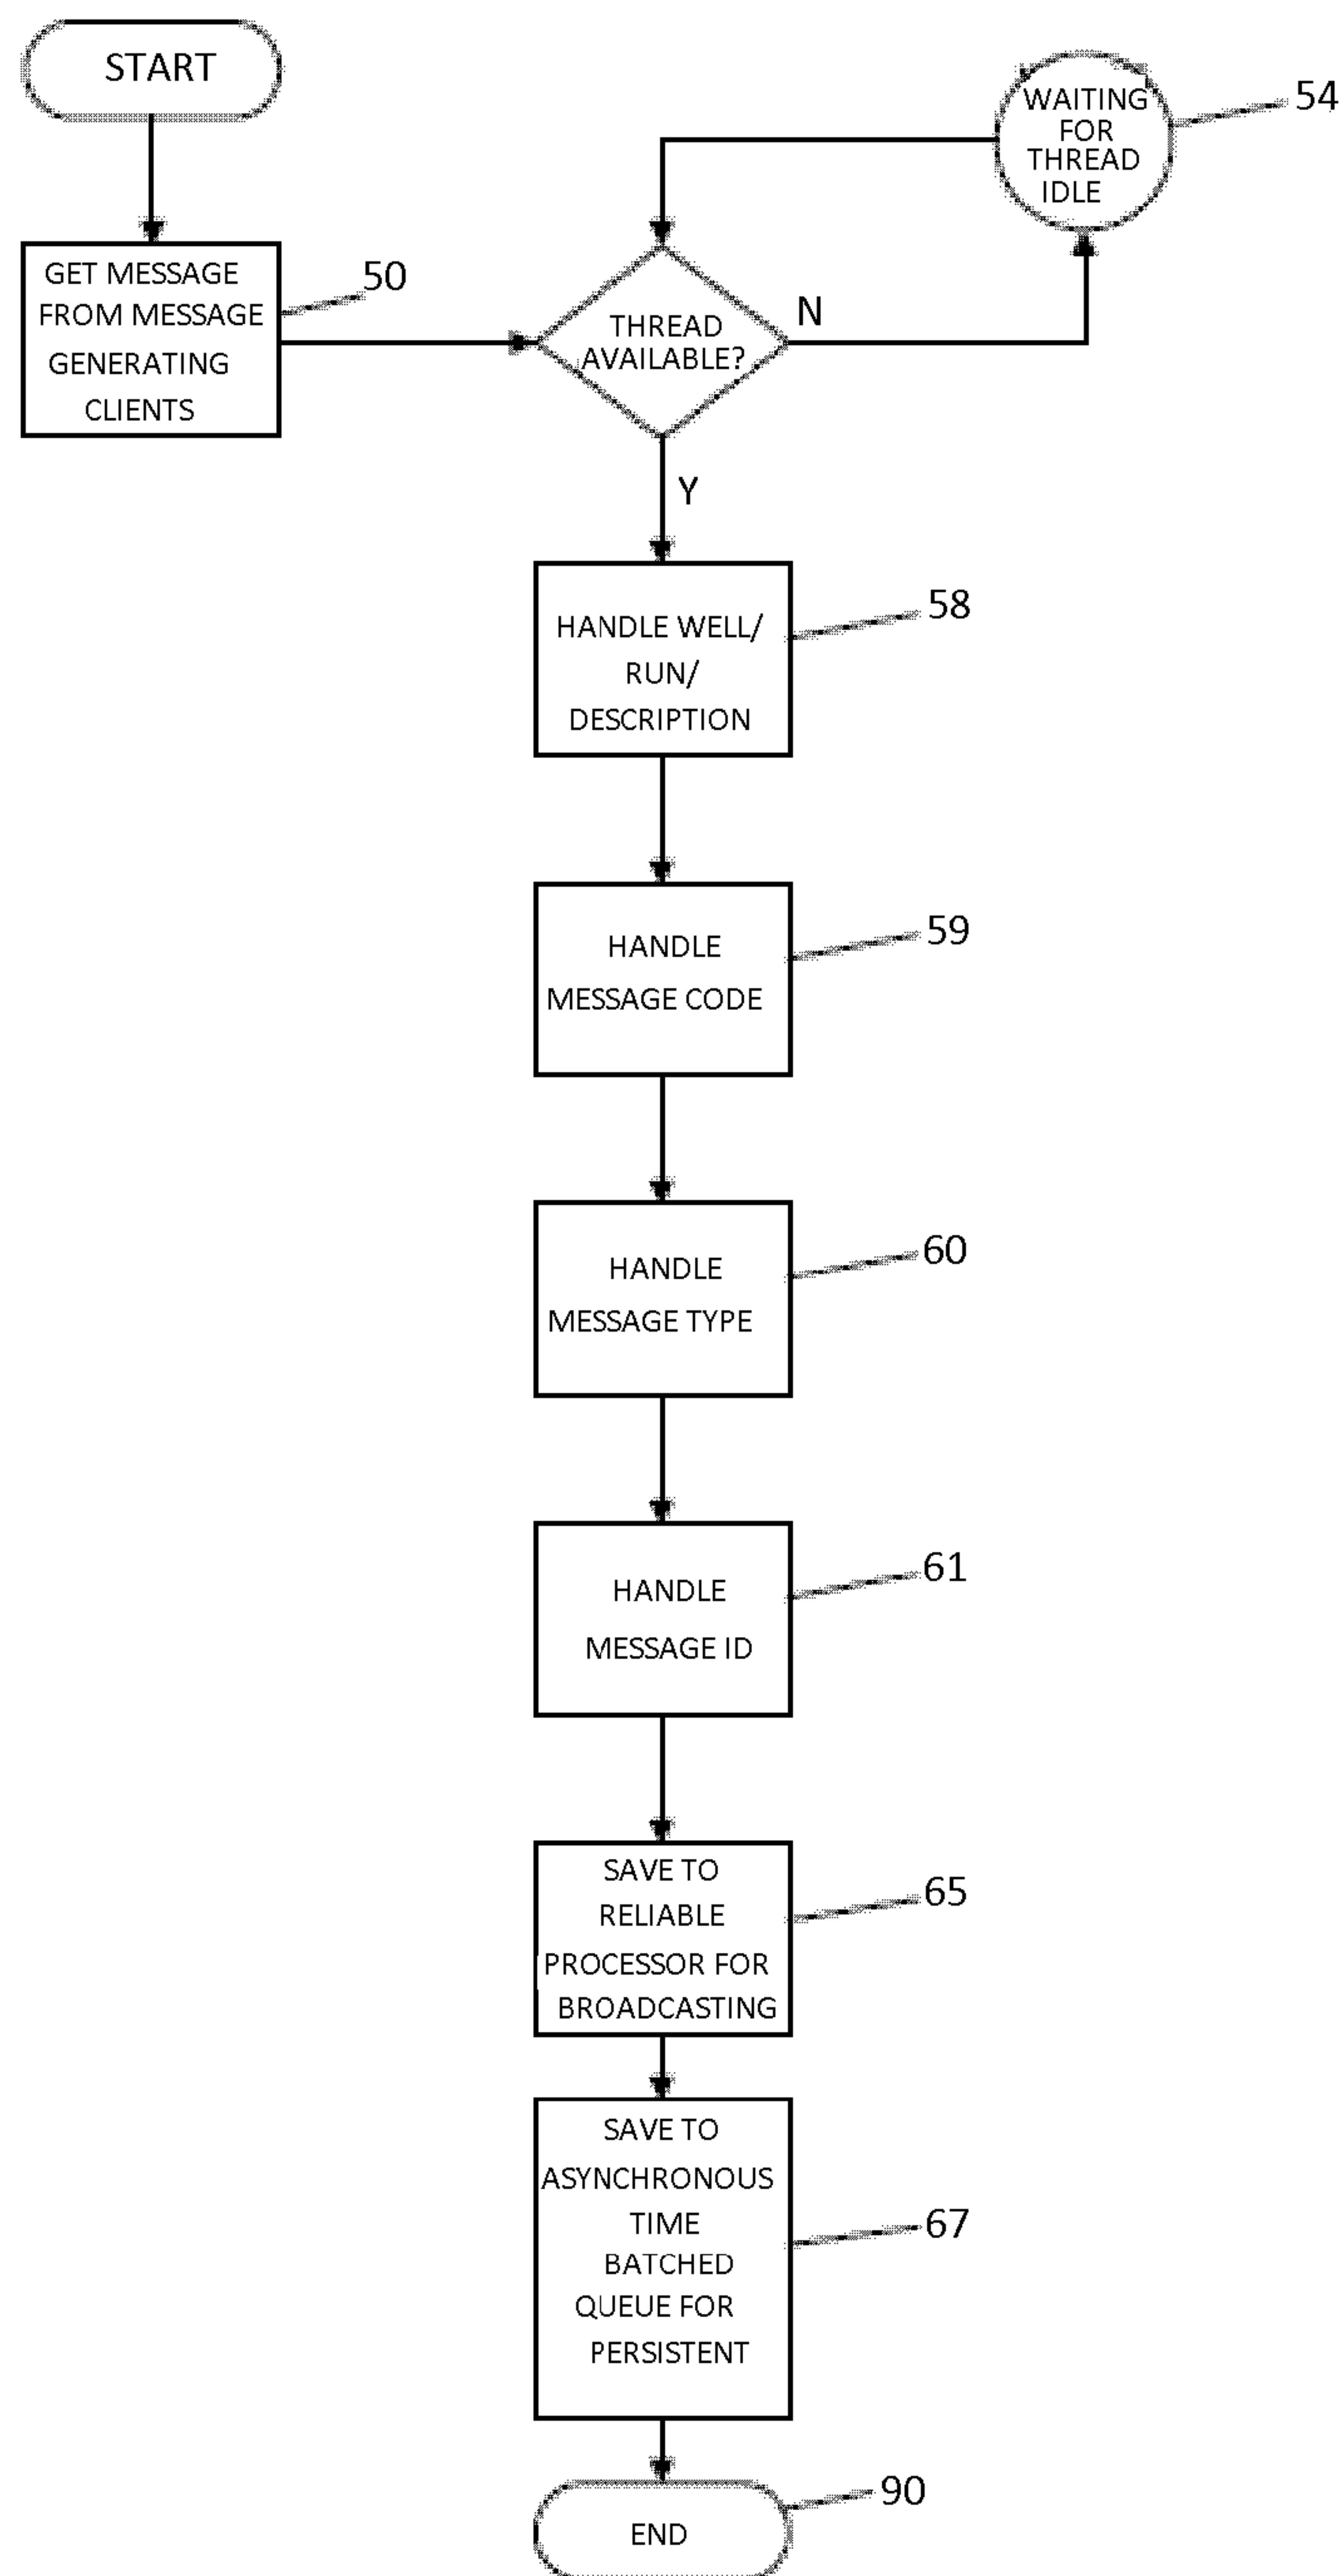 START
WAITING
FOR
THREAD
IDLE
54
GET MESSAGE
FROM MESSAGE
GENERATING
CLIENTS
50
THREAD
AVAILABLE?
N
Y
HANDLE WELL/
RUN/
DESCRIPTION
58
HANDLE
MESSAGE CODE
59
HANDLE
MESSAGE TYPE
60
HANDLE
MESSAGE ID
61
SAVE TO
RELIABLE
PROCESSOR FOR
BROADCASTING
65
SAVE TO
ASYNCHRONOUS
TIME
BATCHED
QUEUE FOR
PERSISTENT
67
END
90